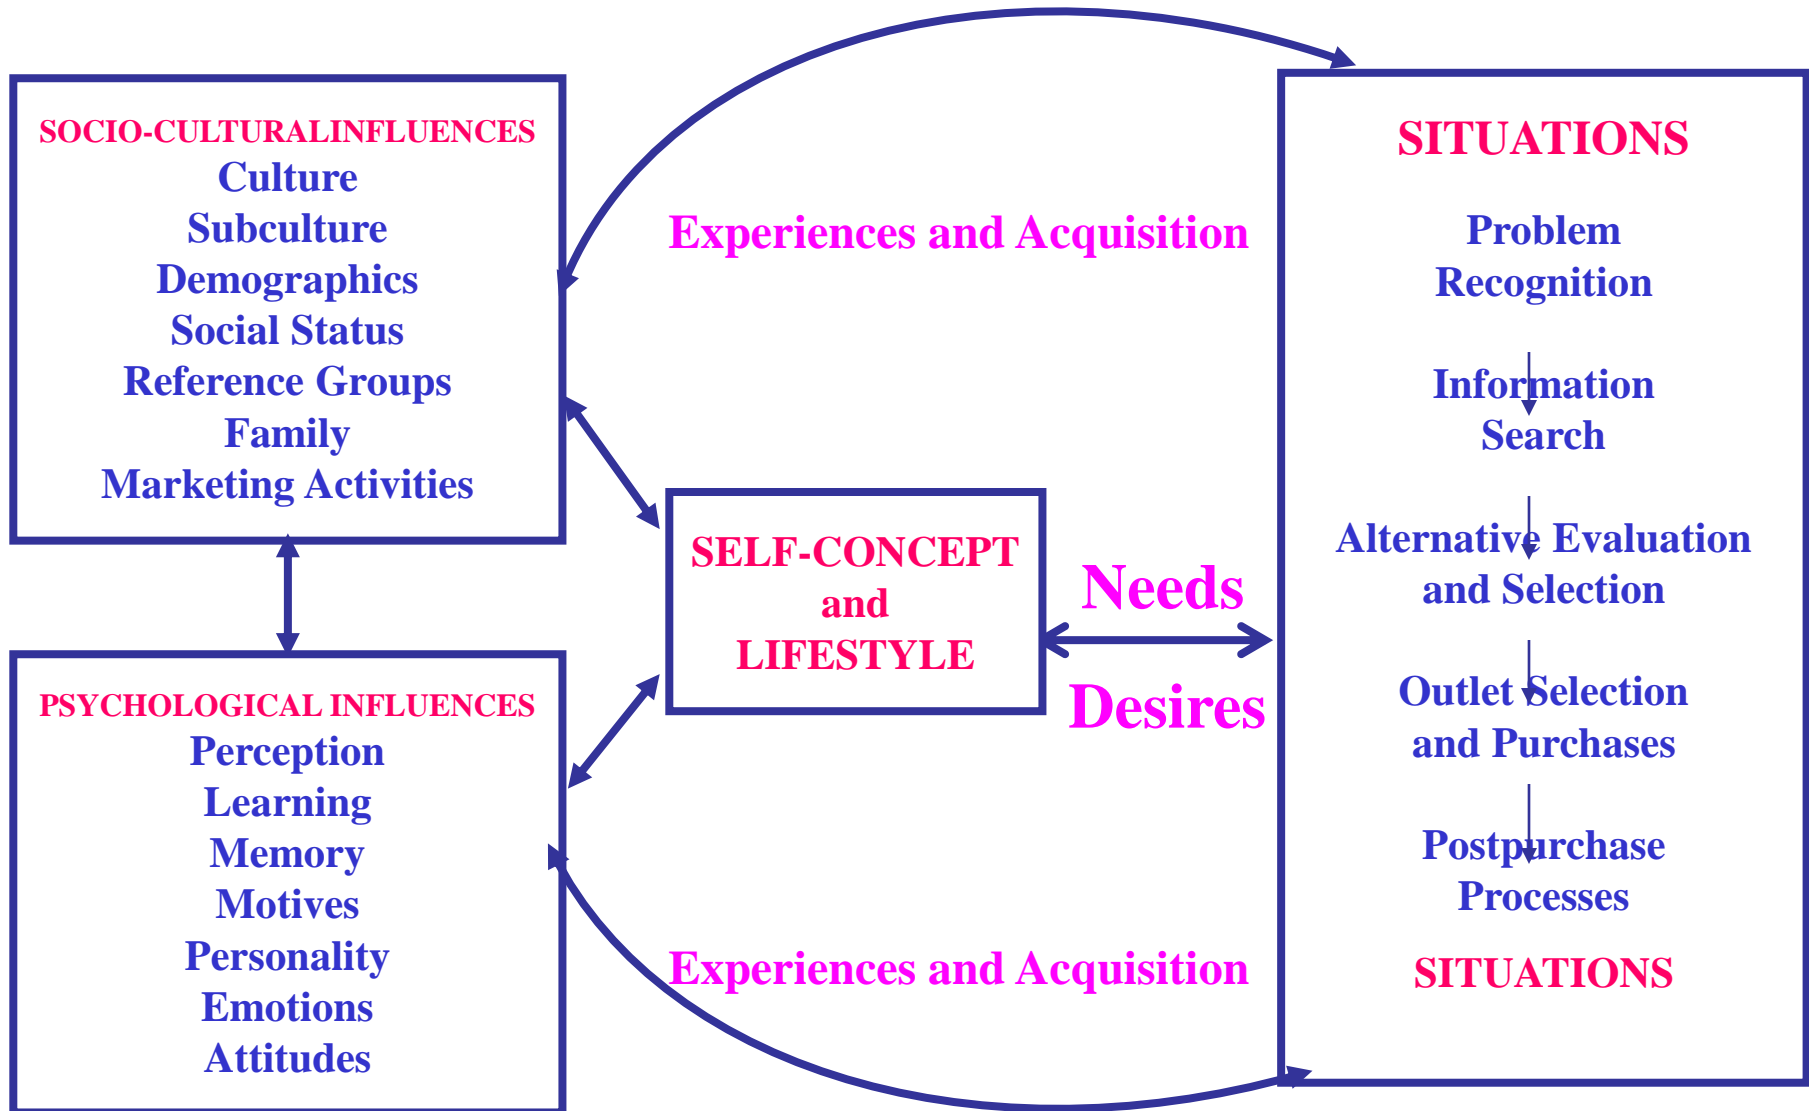 SOCIO-CULTURALINFLUENCES
Culture
Subculture
Demographics
Social Status
Reference Groups
Family
Marketing Activities
PSYCHOLOGICAL INFLUENCES
Perception
Learning
Memory
Motives
Personality
Emotions
Attitudes
Experiences and Acquisition
SELF-CONCEPT
and
LIFESTYLE
Needs
Desires
Experiences and Acquisition
SITUATIONS
Problem
Recognition
Information
Search
Alternative Evaluation
and Selection
Outlet Selection
and Purchases
Postpurchase
Processes
SITUATIONS